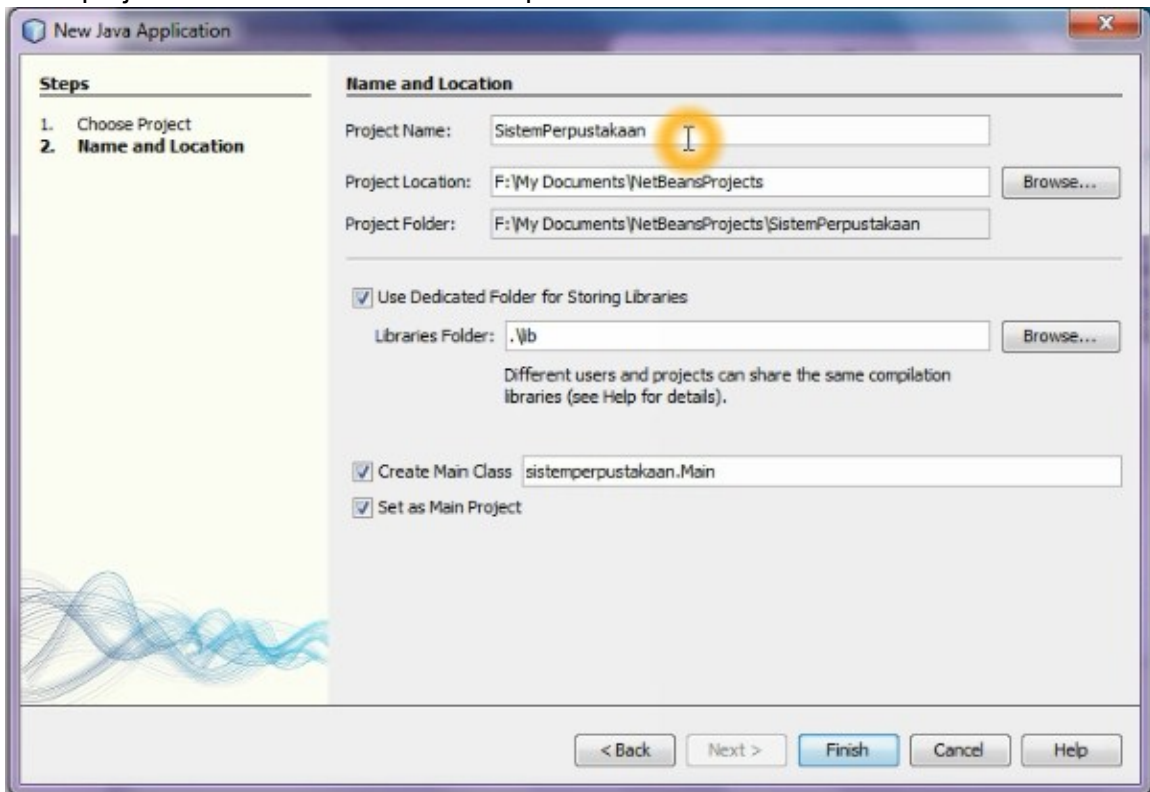 New Java Application
Steps
1. Choose Project
2. Name and Location
Name and Location
Project Name: SistemPerpustakaan
Project Location: F:\My Documents\NetBeansProjects Browse...
Project Folder: F:\My Documents\NetBeansProjects\SistemPerpustakaan
Use Dedicated Folder for Storing Libraries
Libraries Folder: .\lib Browse...
Different users and projects can share the same compilation
libraries (see Help for details).
Create Main Class sistemperpustakaan.Main
Set as Main Project
< Back Next > Finish Cancel Help